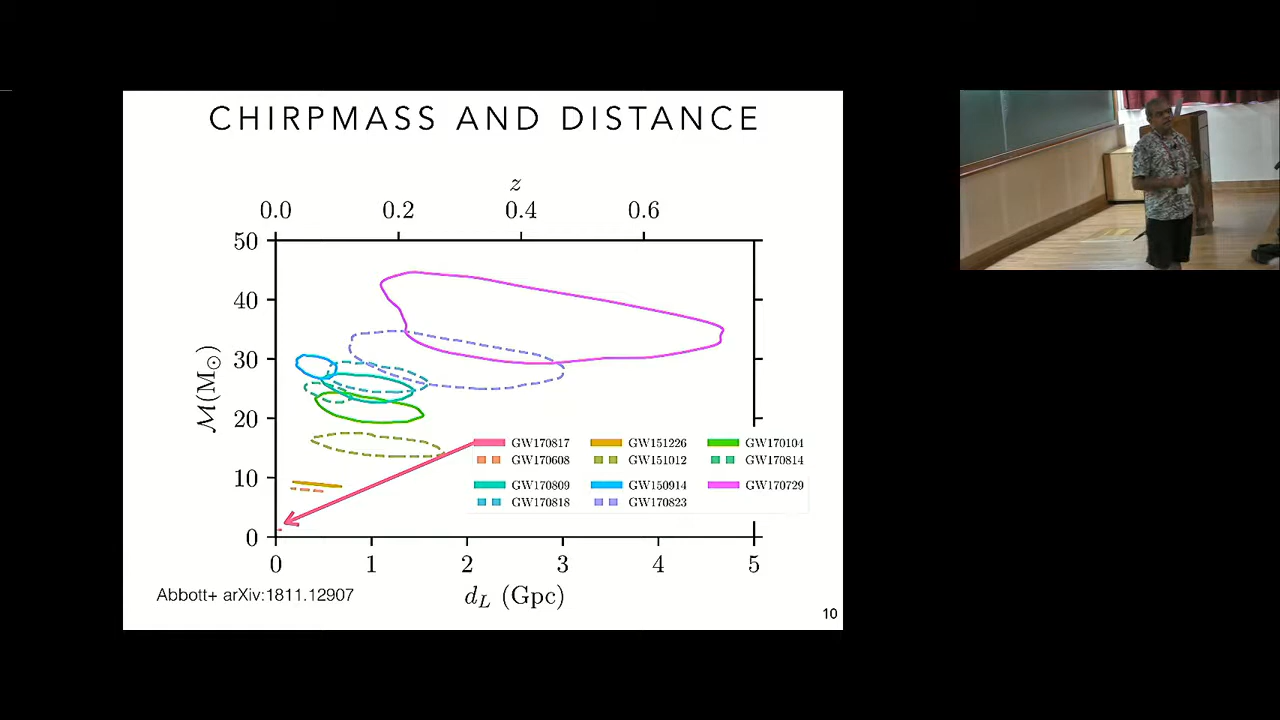 CHIRPMASS AND DISTANCE
z
0.0 0.2 0.4 0.6
50
40
30
20
10
0
ℳ(M⊙)
GW170817 GW151226 GW170104
GW170608 GW151012 GW170814
GW170809 GW150914 GW170729
GW170818 GW170823
0 1 2 3 4 5
d_L (Gpc)
Abbott+ arXiv:1811.12907
10